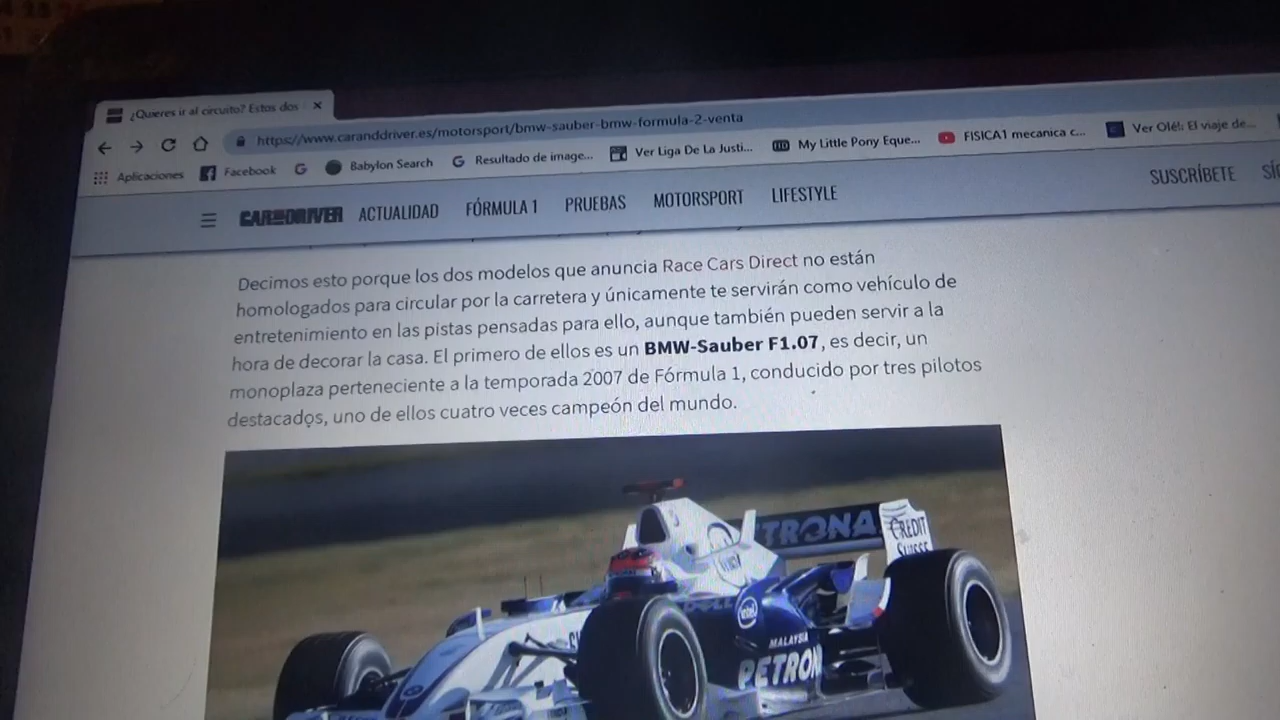 ¿Quieres ir al circuito? Estos dos
https://www.caranddriver.es/motorsport/bmw-sauber-bmw-formula-2-venta
Aplicaciones Facebook Babylon Search Resultado de image... Ver Liga De La Justi... My Little Pony Eque... FISICA1 mecanica c... Ver Olé!: El viaje de...
CAR AND DRIVER ACTUALIDAD FÓRMULA 1 PRUEBAS MOTORSPORT LIFESTYLE SUSCRÍBETE
Decimos esto porque los dos modelos que anuncia Race Cars Direct no están
homologados para circular por la carretera y únicamente te servirán como vehículo de
entretenimiento en las pistas pensadas para ello, aunque también pueden servir a la
hora de decorar la casa. El primero de ellos es un BMW-Sauber F1.07, es decir, un
monoplaza perteneciente a la temporada 2007 de Fórmula 1, conducido por tres pilotos
destacados, uno de ellos cuatro veces campeón del mundo.
TRONA
CREDIT
SUISSE
DELL
intel
MALAYSIA
PETRON